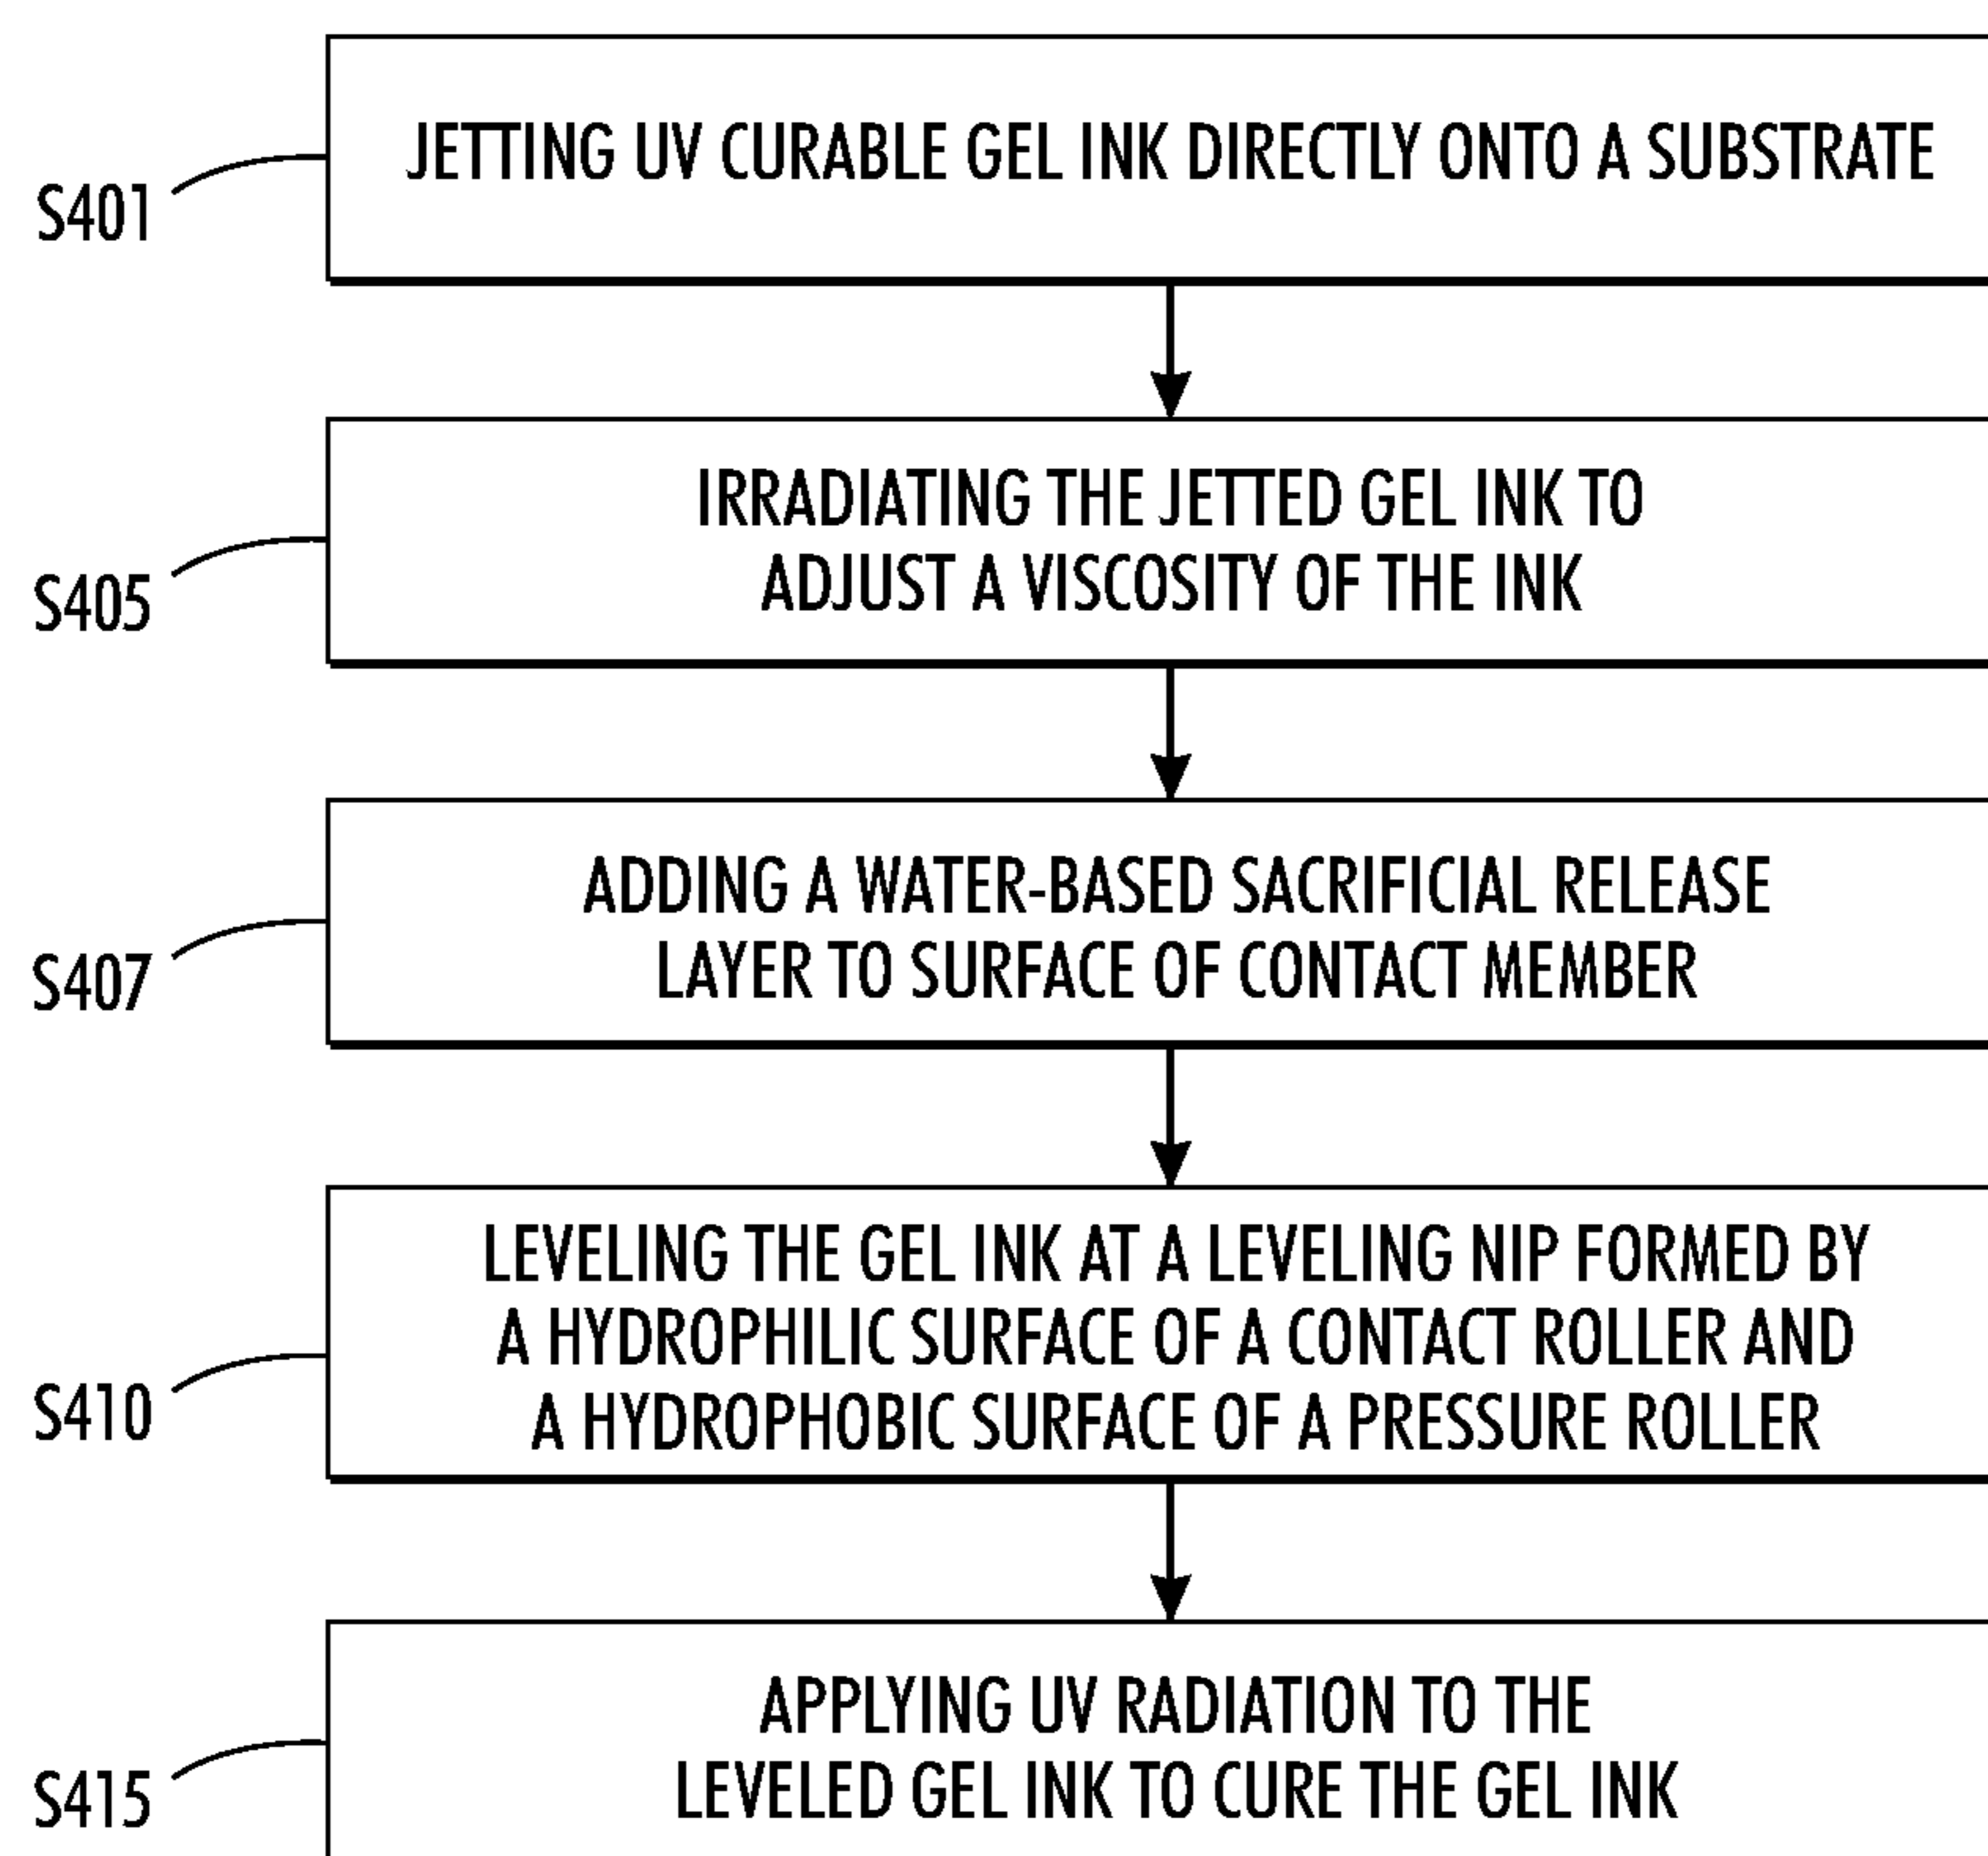 JETTING UV CURABLE GEL INK DIRECTLY ONTO A SUBSTRATE
S401
IRRADIATING THE JETTED GEL INK TO
ADJUST A VISCOSITY OF THE INK
S405
ADDING A WATER-BASED SACRIFICIAL RELEASE
LAYER TO SURFACE OF CONTACT MEMBER
S407
LEVELING THE GEL INK AT A LEVELING NIP FORMED BY
A HYDROPHILIC SURFACE OF A CONTACT ROLLER AND
A HYDROPHOBIC SURFACE OF A PRESSURE ROLLER
S410
APPLYING UV RADIATION TO THE
LEVELED GEL INK TO CURE THE GEL INK
S415